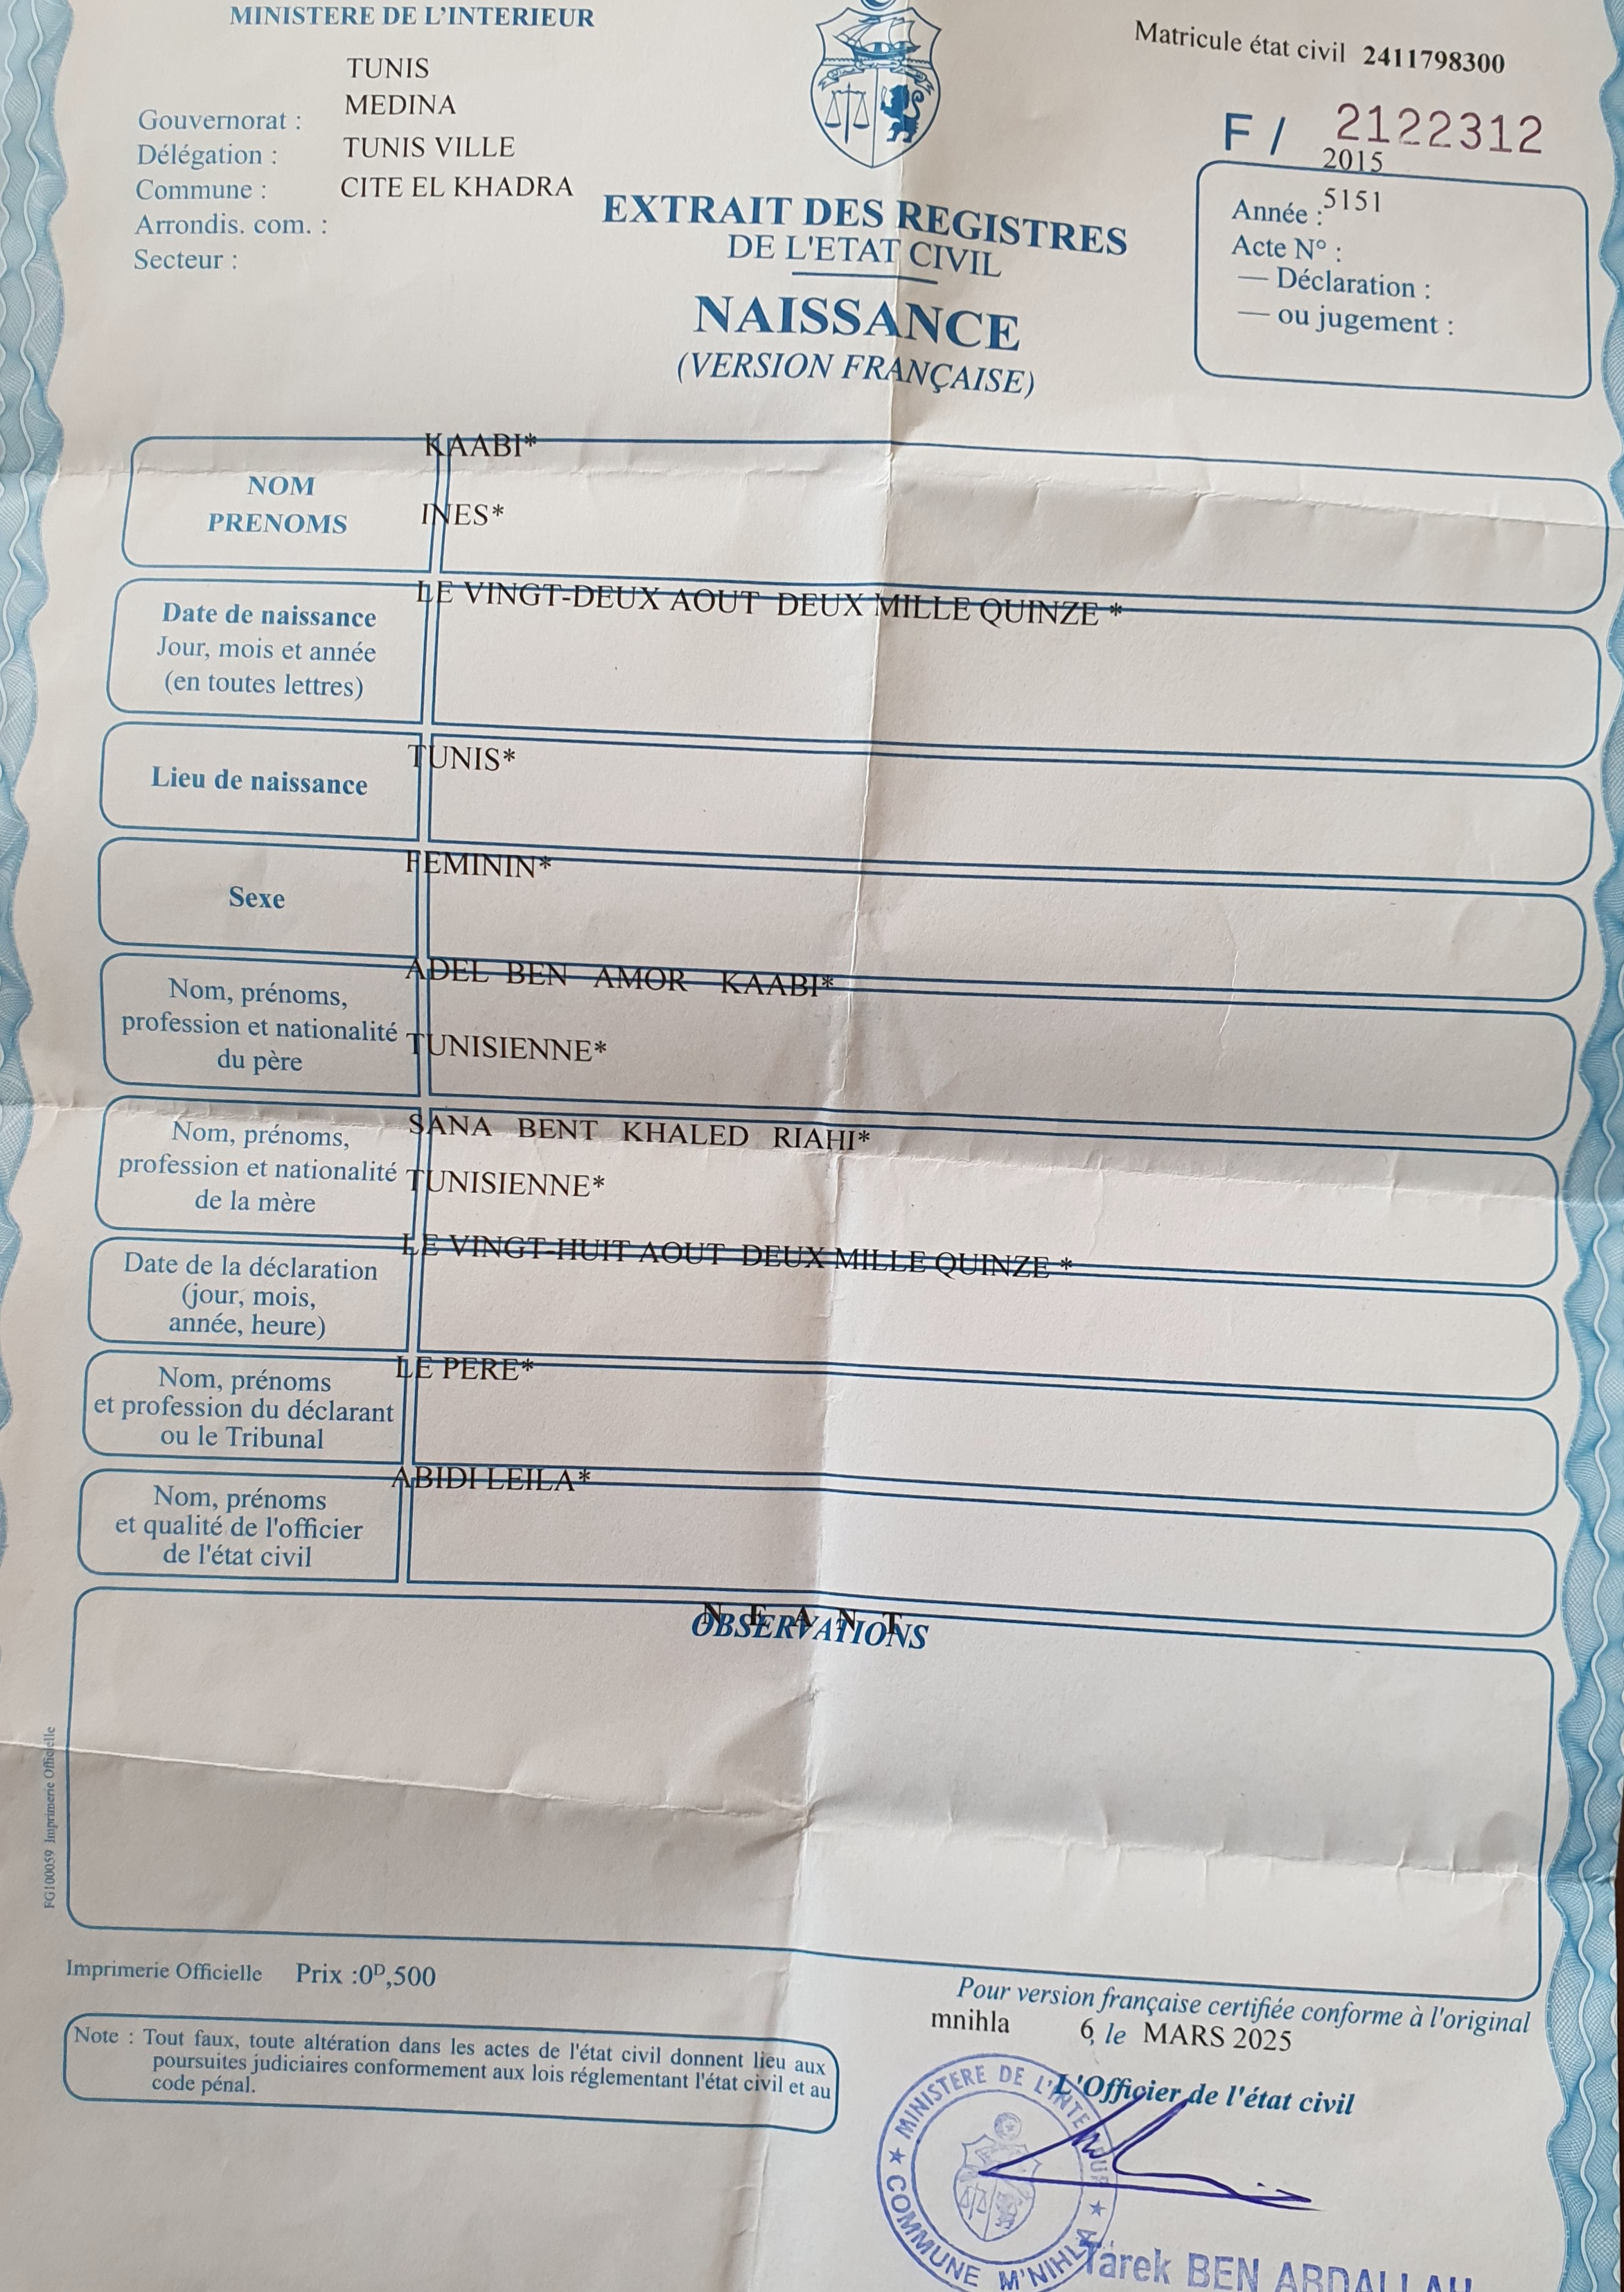 MINISTERE DE L'INTERIEUR
Matricule état civil 2411798300
TUNIS
MEDINA
Gouvernorat :
Délégation :
TUNIS VILLE
Commune :
CITE EL KHADRA
Arrondis. com. :
Secteur :
F / 2122312
2015
Année :
5151
Acte N° :
— Déclaration :
— ou jugement :
EXTRAIT DES REGISTRES
DE L'ETAT CIVIL
NAISSANCE
(VERSION FRANÇAISE)
KAABI*
NOM
PRENOMS
INES*
LE VINGT-DEUX AOUT DEUX MILLE QUINZE *
Date de naissance
Jour, mois et année
(en toutes lettres)
TUNIS*
Lieu de naissance
FEMININ*
Sexe
ADEL BEN AMOR KAABI*
Nom, prénoms,
profession et nationalité
du père
TUNISIENNE*
SANA BENT KHALED RIAHI*
Nom, prénoms,
profession et nationalité
de la mère
TUNISIENNE*
LE VINGT-HUIT AOUT DEUX MILLE QUINZE *
Date de la déclaration
(jour, mois,
année, heure)
LE PERE*
Nom, prénoms
et profession du déclarant
ou le Tribunal
ABIDI LEILA*
Nom, prénoms
et qualité de l'officier
de l'état civil
N E A N T
OBSERVATIONS
FG100059 Imprimerie Officielle
Imprimerie Officielle Prix :0ᴰ,500
Note : Tout faux, toute altération dans les actes de l'état civil donnent lieu aux
poursuites judiciaires conformement aux lois réglementant l'état civil et au
code pénal.
Pour version française certifiée conforme à l'original
mnihla 6, le MARS 2025
L'Officier de l'état civil
MINISTERE DE L'INTERIEUR
COMMUNE M'NIHLA
Tarek BEN ABDALLAH